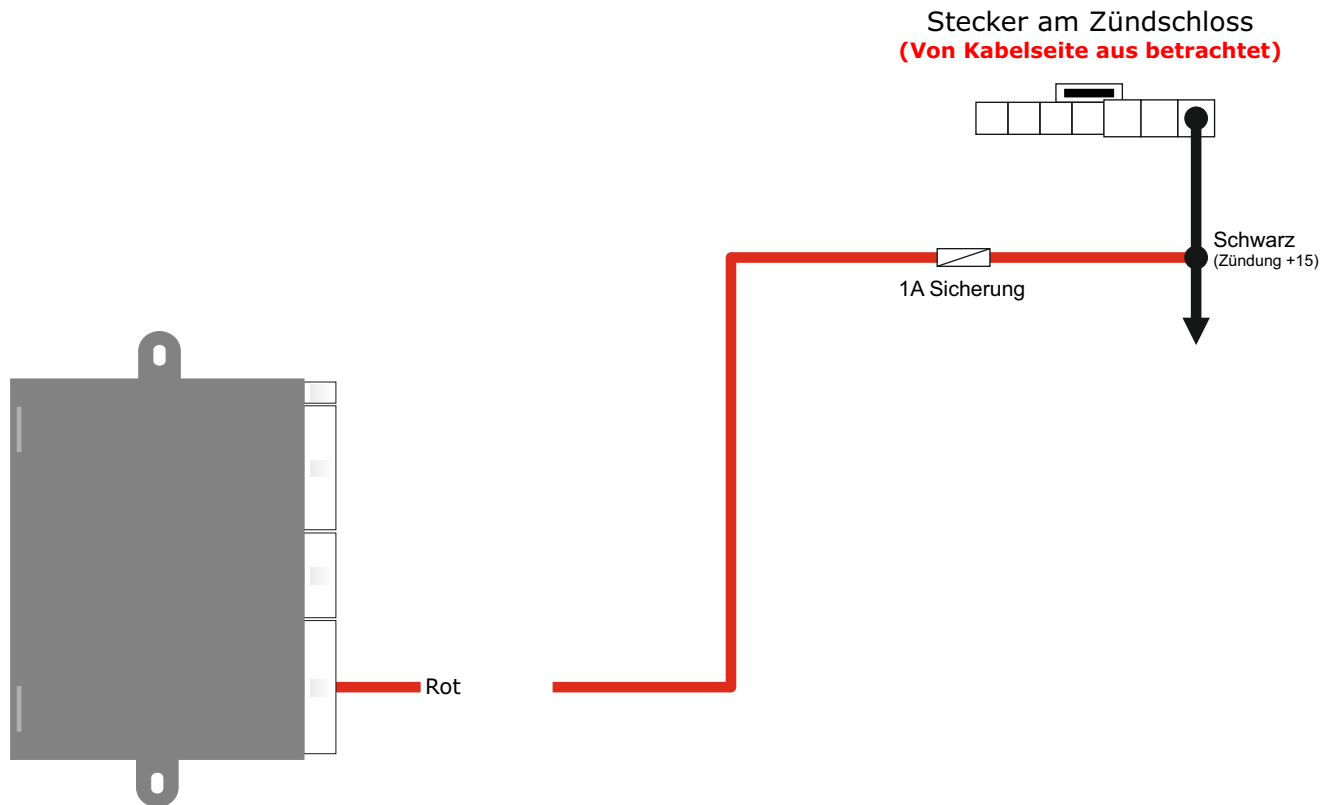 Stecker am Zündschloss
(Von Kabelseite aus betrachtet)
Schwarz
(Zündung +15)
1A Sicherung
Rot